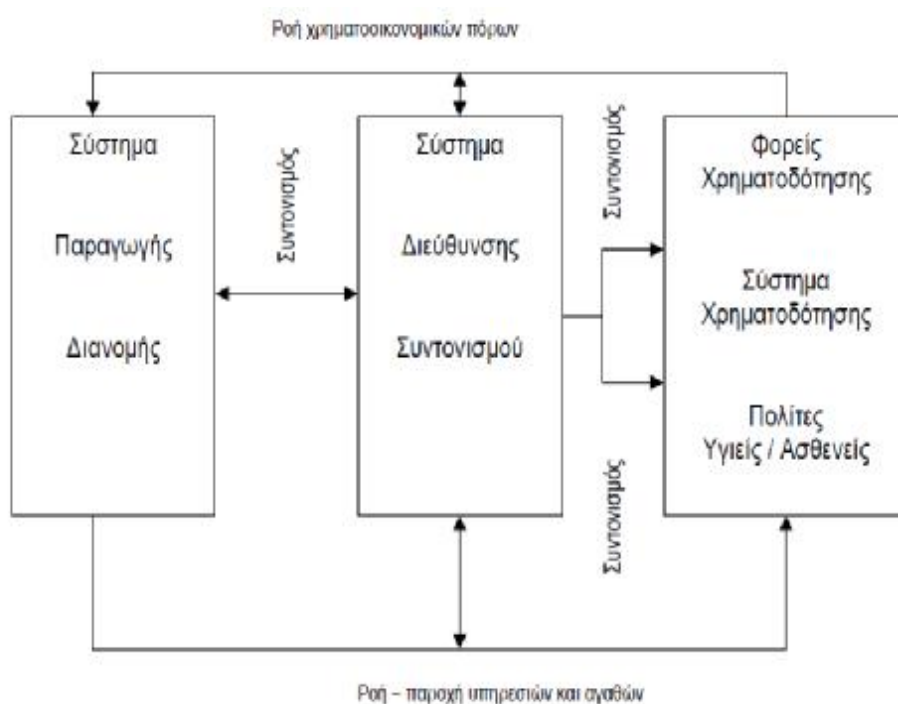 Ροή χρηματοοικονομικών πόρων
Σύστημα
Παραγωγής
Διανομής
Συντονισμός
Σύστημα
Διεύθυνσης
Συντονισμού
Συντονισμός
Συντονισμός
Φορείς
Χρηματοδότησης
Σύστημα
Χρηματοδότησης
Πολίτες
Υγιείς / Ασθενείς
Ροή – παροχή υπηρεσιών και αγαθών